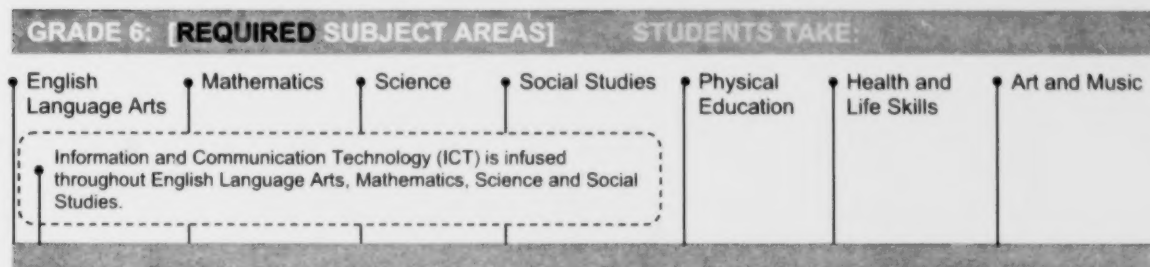 GRADE 6: [REQUIRED SUBJECT AREAS] STUDENTS TAKE:
English
Language Arts
Mathematics
Science
Social Studies
Physical
Education
Health and
Life Skills
Art and Music
Information and Communication Technology (ICT) is infused
throughout English Language Arts, Mathematics, Science and Social
Studies.